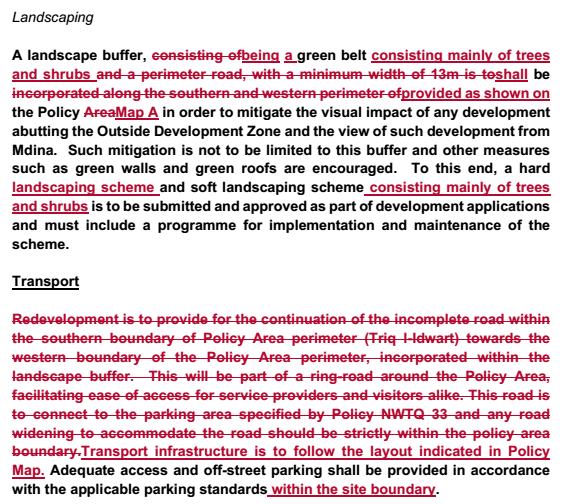 Landscaping
A landscape buffer, consisting ofbeing a green belt consisting mainly of trees
and shrubs and a perimeter road, with a minimum width of 13m is toshall be
incorporated along the southern and western perimeter ofprovided as shown on
the Policy AreaMap A in order to mitigate the visual impact of any development
abutting the Outside Development Zone and the view of such development from
Mdina. Such mitigation is not to be limited to this buffer and other measures
such as green walls and green roofs are encouraged. To this end, a hard
landscaping scheme and soft landscaping scheme consisting mainly of trees
and shrubs is to be submitted and approved as part of development applications
and must include a programme for implementation and maintenance of the
scheme.
Transport
Redevelopment is to provide for the continuation of the incomplete road within
the southern boundary of Policy Area perimeter (Triq l-Idwart) towards the
western boundary of the Policy Area perimeter, incorporated within the
landscape buffer. This will be part of a ring-road around the Policy Area,
facilitating ease of access for service providers and visitors alike. This road is
to connect to the parking area specified by Policy NWTQ 33 and any road
widening to accommodate the road should be strictly within the policy area
boundary.Transport infrastructure is to follow the layout indicated in Policy
Map. Adequate access and off-street parking shall be provided in accordance
with the applicable parking standards within the site boundary.